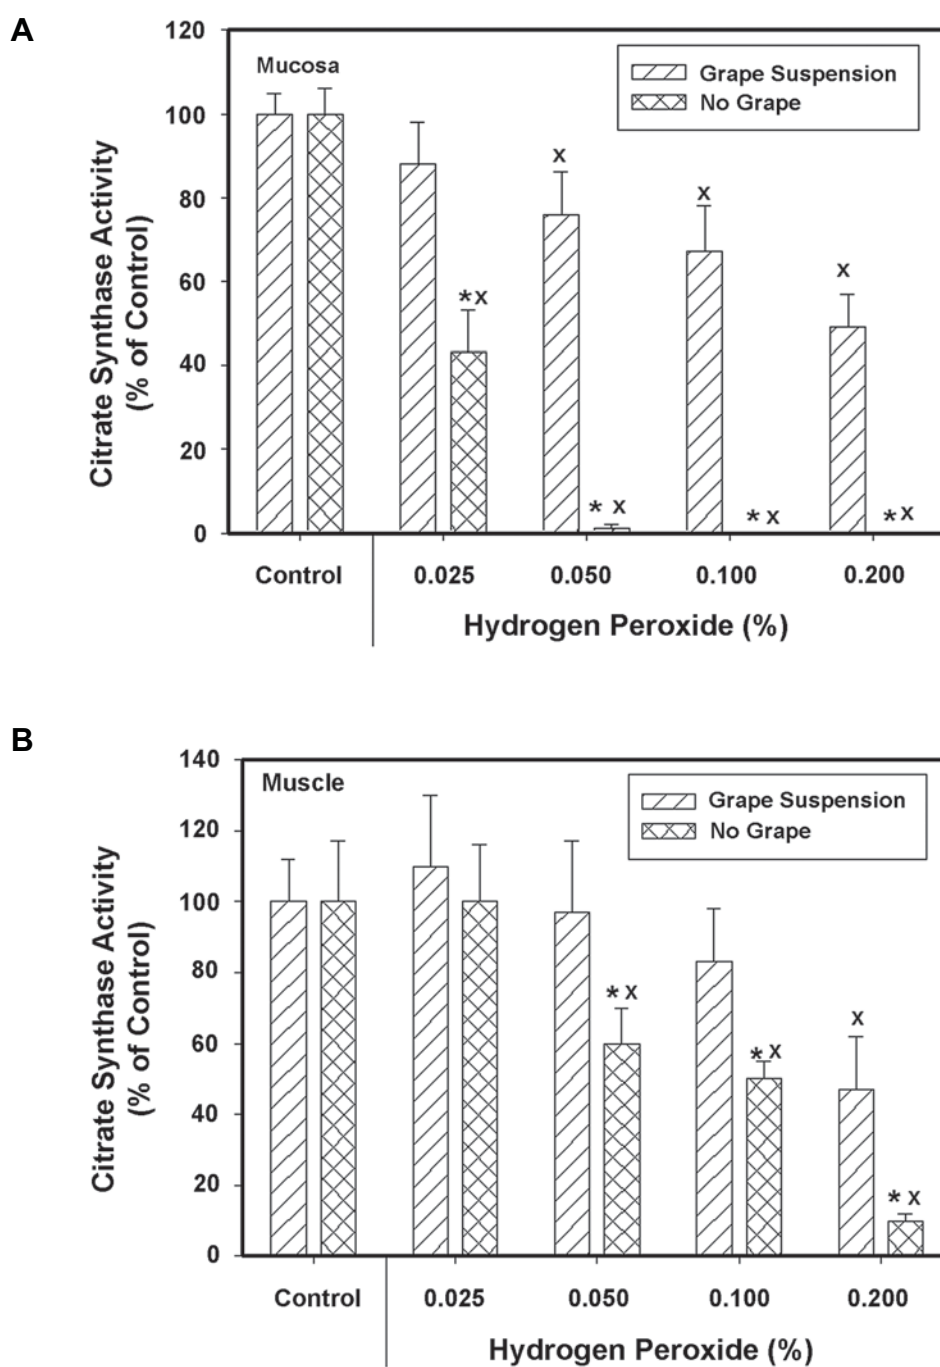 A
120
100
80
60
40
20
0
Citrate Synthase Activity
(% of Control)
Mucosa
Grape Suspension
No Grape
*x
x
* x
x
* x
x
*x
Control
0.025
0.050
0.100
0.200
Hydrogen Peroxide (%)
B
140
120
100
80
60
40
20
0
Citrate Synthase Activity
(% of Control)
Muscle
Grape Suspension
No Grape
* x
*x
x
* x
Control
0.025
0.050
0.100
0.200
Hydrogen Peroxide (%)